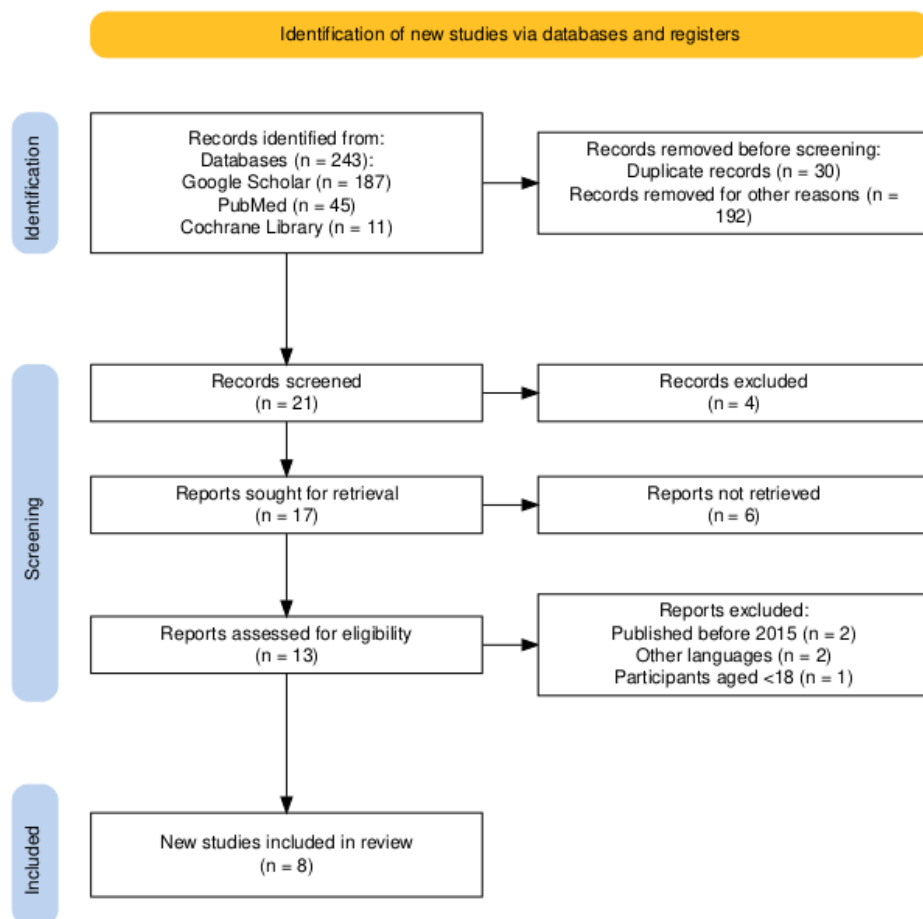 Identification of new studies via databases and registers
Identification
Records identified from:
Databases (n = 243):
Google Scholar (n = 187)
PubMed (n = 45)
Cochrane Library (n = 11)
Records removed before screening:
Duplicate records (n = 30)
Records removed for other reasons (n =
192)
Screening
Records screened
(n = 21)
Records excluded
(n = 4)
Reports sought for retrieval
(n = 17)
Reports not retrieved
(n = 6)
Reports assessed for eligibility
(n = 13)
Reports excluded:
Published before 2015 (n = 2)
Other languages (n = 2)
Participants aged <18 (n = 1)
Included
New studies included in review
(n = 8)